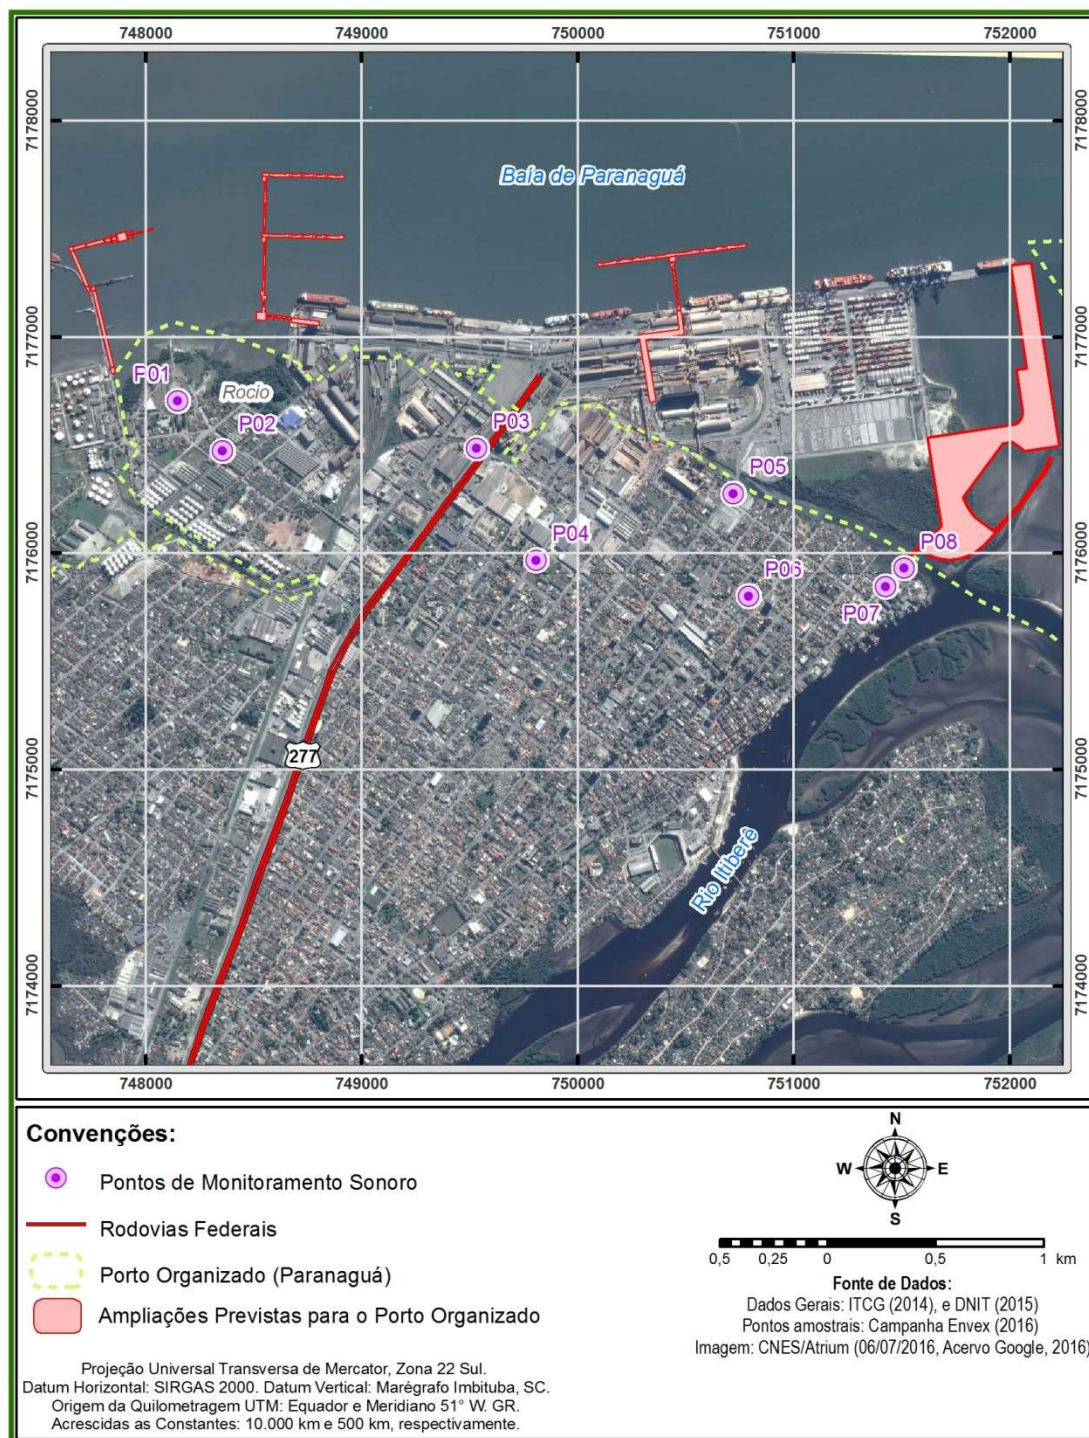 748000 749000 750000 751000 752000
7178000 7178000
Baía de Paranaguá
7177000 7177000
P01
Rocio
P02
P03
P05
P04
7176000 7176000
P08
P06
P07
277
7175000 7175000
Rio Itiberê
7174000 7174000
748000 749000 750000 751000 752000
Convenções:
Pontos de Monitoramento Sonoro
Rodovias Federais
Porto Organizado (Paranaguá)
Ampliações Previstas para o Porto Organizado
Projeção Universal Transversa de Mercator, Zona 22 Sul.
Datum Horizontal: SIRGAS 2000. Datum Vertical: Marégrafo Imbituba, SC.
Origem da Quilometragem UTM: Equador e Meridiano 51° W. GR.
Acrescidas as Constantes: 10.000 km e 500 km, respectivamente.
N
W E
S
0,5 0,25 0 0,5 1 km
Fonte de Dados:
Dados Gerais: ITCG (2014), e DNIT (2015)
Pontos amostrais: Campanha Envex (2016)
Imagem: CNES/Atrium (06/07/2016, Acervo Google, 2016)